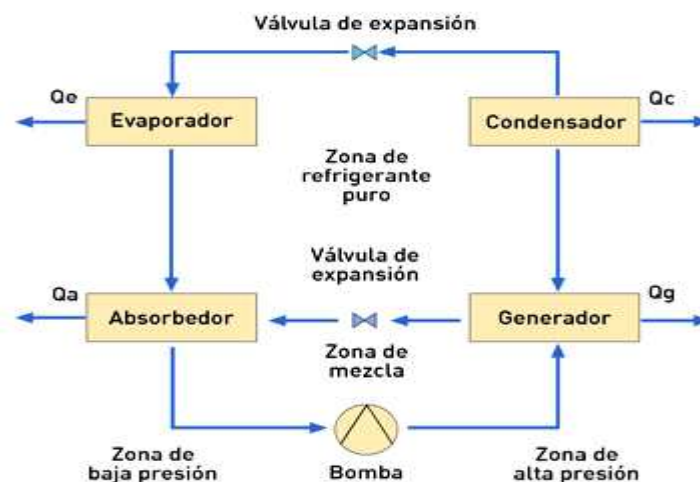 Válvula de expansión
Qe
Qc
Evaporador
Condensador
Zona de
refrigerante
puro
Válvula de
expansión
Qa
Qg
Absorbedor
Generador
Zona de
mezcla
Zona de
baja presión
Bomba
Zona de
alta presión